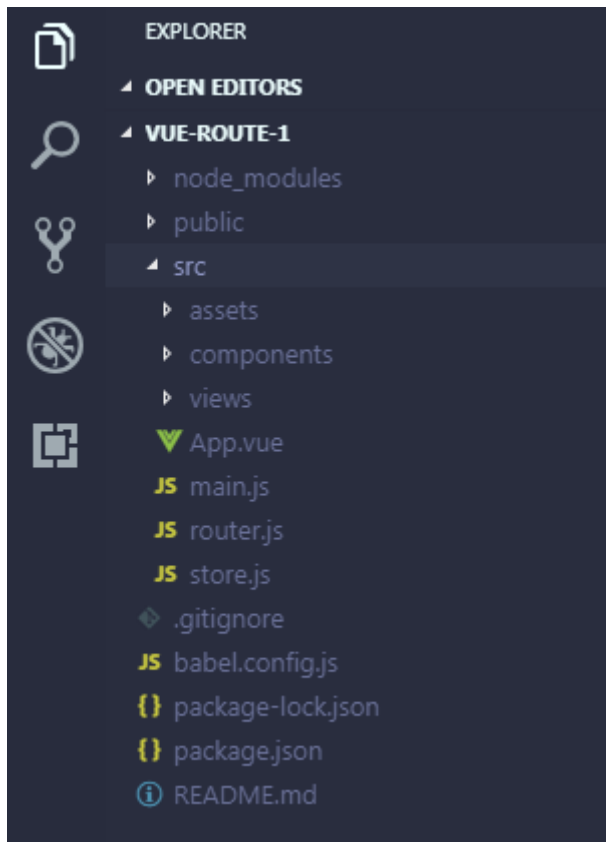 EXPLORER
OPEN EDITORS
VUE-ROUTE-1
node_modules
public
src
assets
components
views
App.vue
JS main.js
JS router.js
JS store.js
.gitignore
JS babel.config.js
{} package-lock.json
{} package.json
README.md